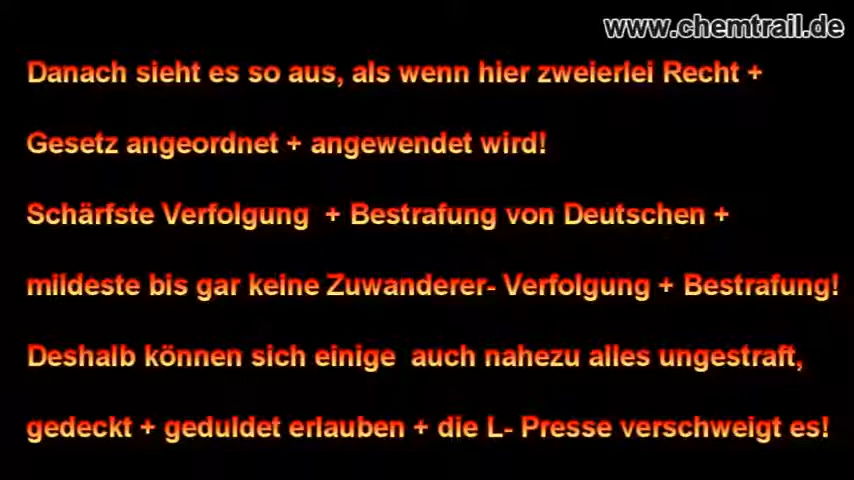 www.chemtrail.de
Danach sieht es so aus, als wenn hier zweierlei Recht +
Gesetz angeordnet + angewendet wird!
Schärfste Verfolgung + Bestrafung von Deutschen +
mildeste bis gar keine Zuwanderer- Verfolgung + Bestrafung!
Deshalb können sich einige auch nahezu alles ungestraft,
gedeckt + geduldet erlauben + die L- Presse verschweigt es!